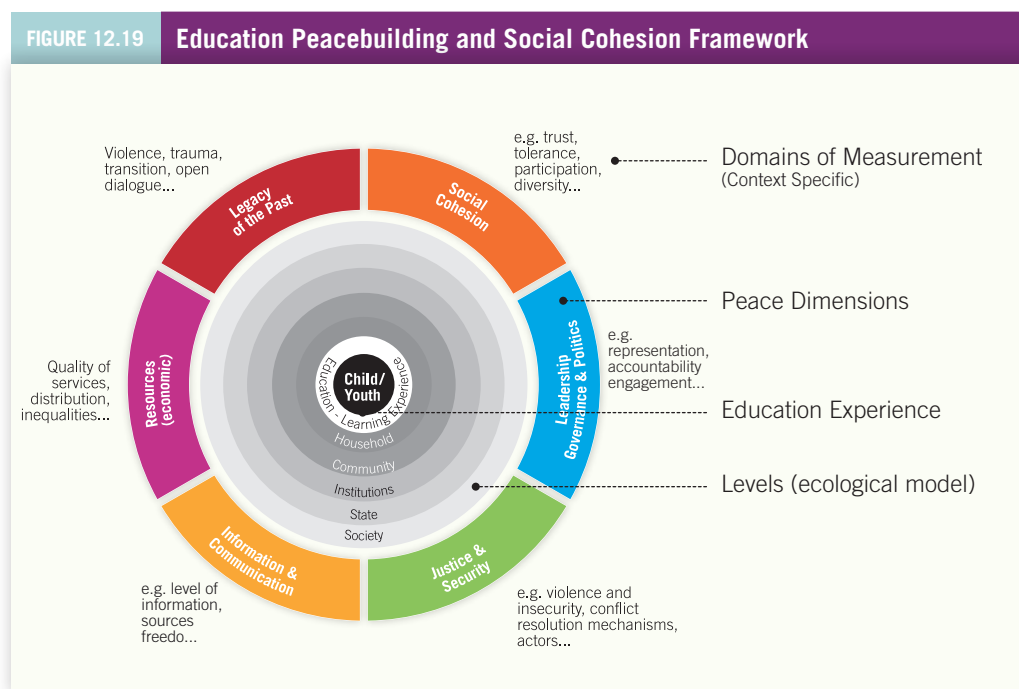 FIGURE 12.19
Education Peacebuilding and Social Cohesion Framework
Violence, trauma,
transition, open
dialogue...
e.g. trust,
tolerance,
participation,
diversity...
Domains of Measurement
(Context Specific)
Legacy
of the Past
Social
Cohesion
Peace Dimensions
Leadership
Governance & Politics
e.g.
representation,
accountability
engagement...
Resources
(economic)
Quality of
services,
distribution,
inequalities...
Education - Learning Experience
Child/
Youth
Education Experience
Household
Community
Institutions
State
Society
Levels (ecological model)
Information &
Communication
Justice &
Security
e.g. level of
information,
sources
freedo...
e.g. violence and
insecurity, conflict
resolution mechanisms,
actors...